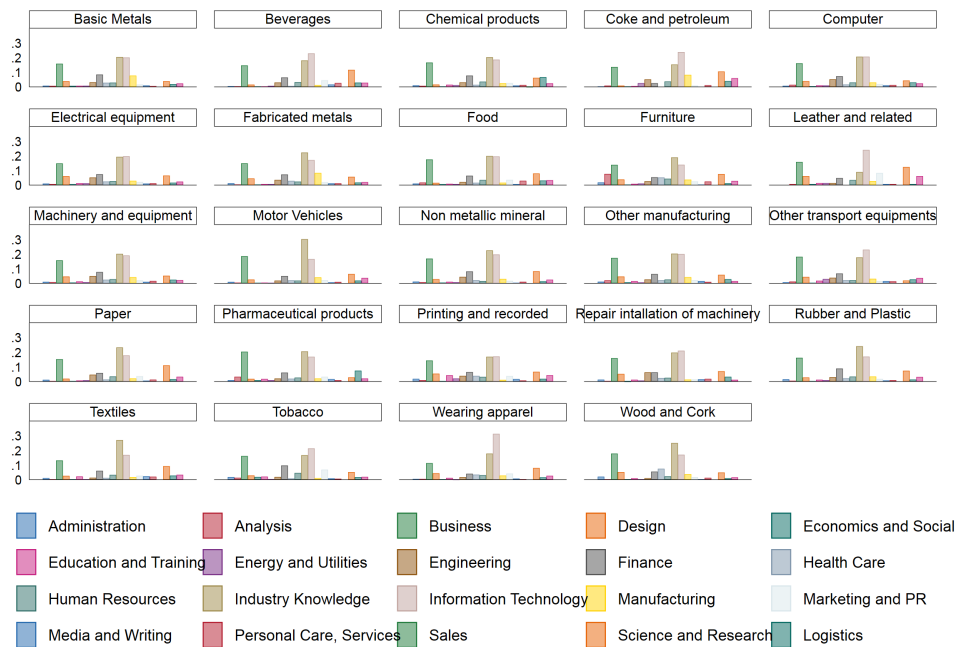 Basic Metals Beverages Chemical products Coke and petroleum Computer
.3
.2
.1
0
Electrical equipment Fabricated metals Food Furniture Leather and related
.3
.2
.1
0
Machinery and equipment Motor Vehicles Non metallic mineral Other manufacturing Other transport equipments
.3
.2
.1
0
Paper Pharmaceutical products Printing and recorded Repair intallation of machinery Rubber and Plastic
.3
.2
.1
0
Textiles Tobacco Wearing apparel Wood and Cork
.3
.2
.1
0
Administration Analysis Business Design Economics and Social
Education and Training Energy and Utilities Engineering Finance Health Care
Human Resources Industry Knowledge Information Technology Manufacturing Marketing and PR
Media and Writing Personal Care, Services Sales Science and Research Logistics